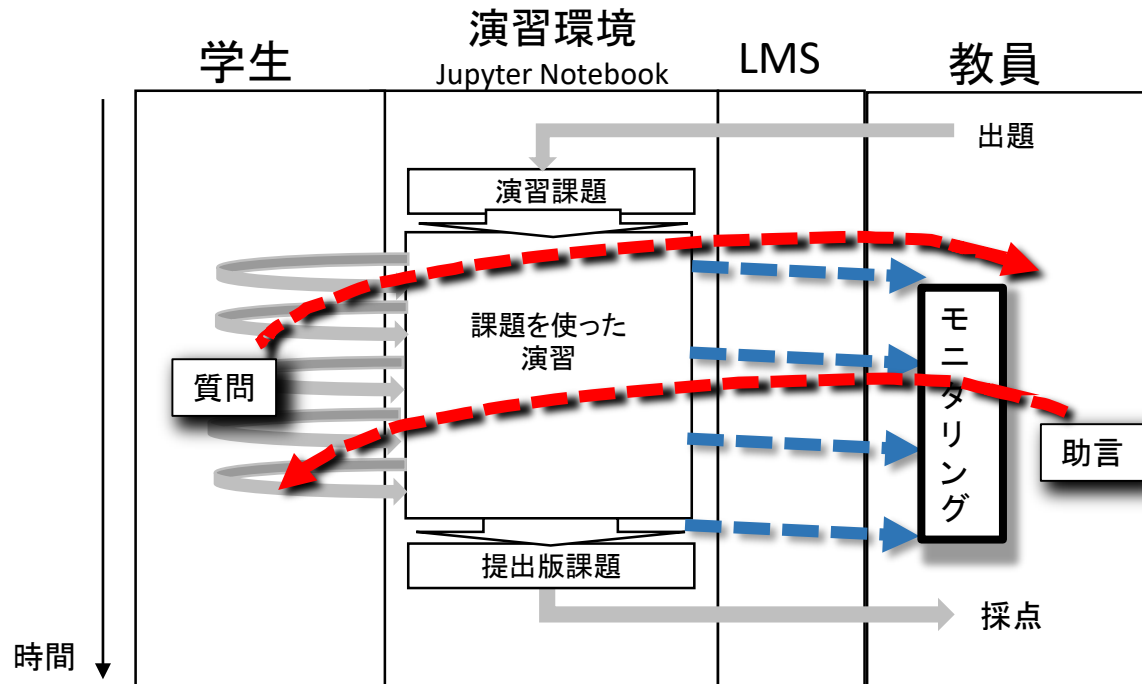 学生
演習環境
Jupyter Notebook
LMS
教員
出題
演習課題
課題を使った
演習
質問
モニタリング
助言
提出版課題
採点
時間